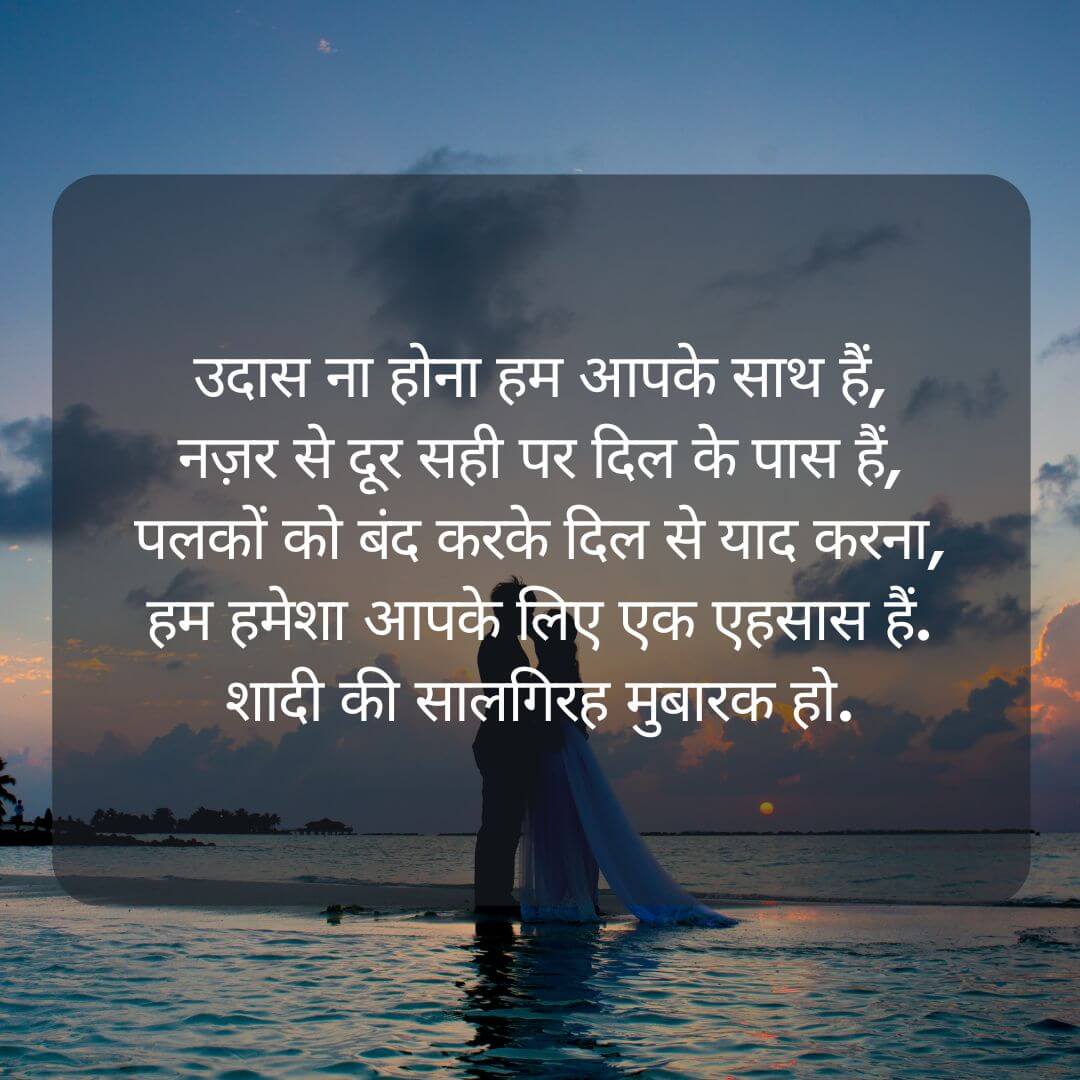 उदास ना होना हम आपके साथ हैं,
नज़र से दूर सही पर दिल के पास हैं,
पलकों को बंद करके दिल से याद करना,
हम हमेशा आपके लिए एक एहसास हैं.
शादी की सालगिरह मुबारक हो.